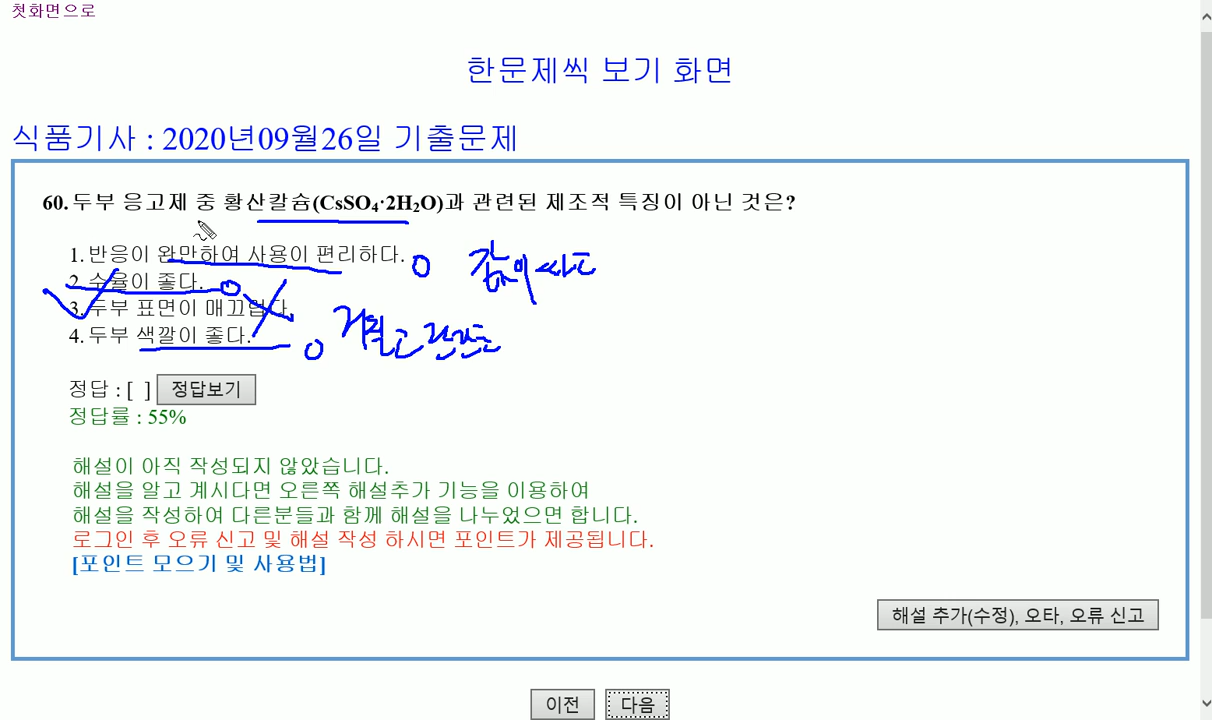 첫화면으로
한문제씩 보기 화면
식품기사 : 2020년09월26일 기출문제
60. 두부 응고제 중 황산칼슘(CsSO₄·2H₂O)과 관련된 제조적 특징이 아닌 것은?
1. 반응이 완만하여 사용이 편리하다.
값이 싸고
2. 수율이 좋다.
3. 두부 표면이 매끄럽다.
4. 두부 색깔이 좋다.
거칠고
정답 : [ ] 정답보기
정답률 : 55%
해설이 아직 작성되지 않았습니다.
해설을 알고 계시다면 오른쪽 해설추가 기능을 이용하여
해설을 작성하여 다른분들과 함께 해설을 나누었으면 합니다.
로그인 후 오류 신고 및 해설 작성 하시면 포인트가 제공됩니다.
[포인트 모으기 및 사용법]
해설 추가(수정), 오타, 오류 신고
이전 다음